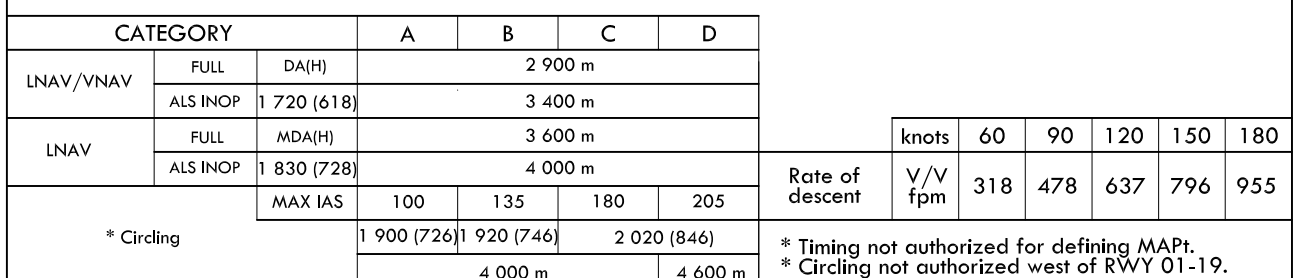 CATEGORY A B C D
LNAV/VNAV FULL DA(H) 2 900 m
ALS INOP 1 720 (618) 3 400 m
LNAV FULL MDA(H) 3 600 m
ALS INOP 1 830 (728) 4 000 m
MAX IAS 100 135 180 205
* Circling 1 900 (726) 1 920 (746) 2 020 (846)
4 000 m 4 600 m
knots 60 90 120 150 180
Rate of descent V/V fpm 318 478 637 796 955
* Timing not authorized for defining MAPt.
* Circling not authorized west of RWY 01-19.